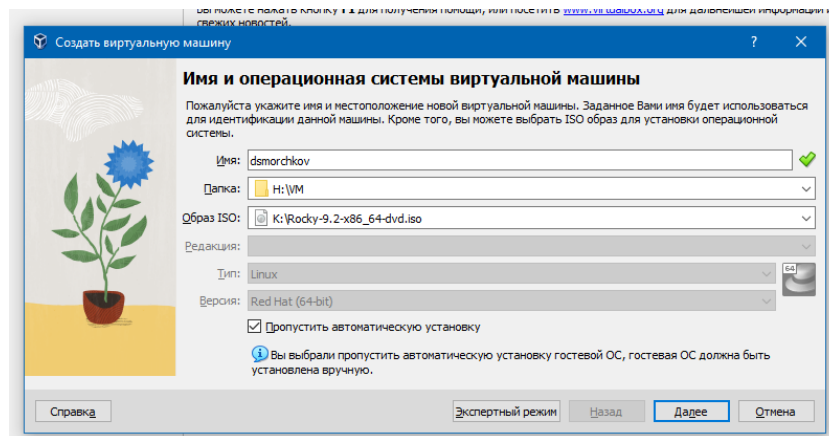 вы можете нажать кнопку F1 для получения помощи, или посетить www.virtualbox.org для дальнейшей информации и
свежих новостей.
Создать виртуальную машину
Имя и операционная системы виртуальной машины
Пожалуйста укажите имя и местоположение новой виртуальной машины. Заданное Вами имя будет использоваться
для идентификации данной машины. Кроме того, вы можете выбрать ISO образ для установки операционной
системы.
Имя: dsmorchkov
Папка: H:\VM
Образ ISO: K:\Rocky-9.2-x86_64-dvd.iso
Редакция:
Тип: Linux
64
Версия: Red Hat (64-bit)
Пропустить автоматическую установку
Вы выбрали пропустить автоматическую установку гостевой ОС, гостевая ОС должна быть
установлена вручную.
Справка Экспертный режим Назад Далее Отмена